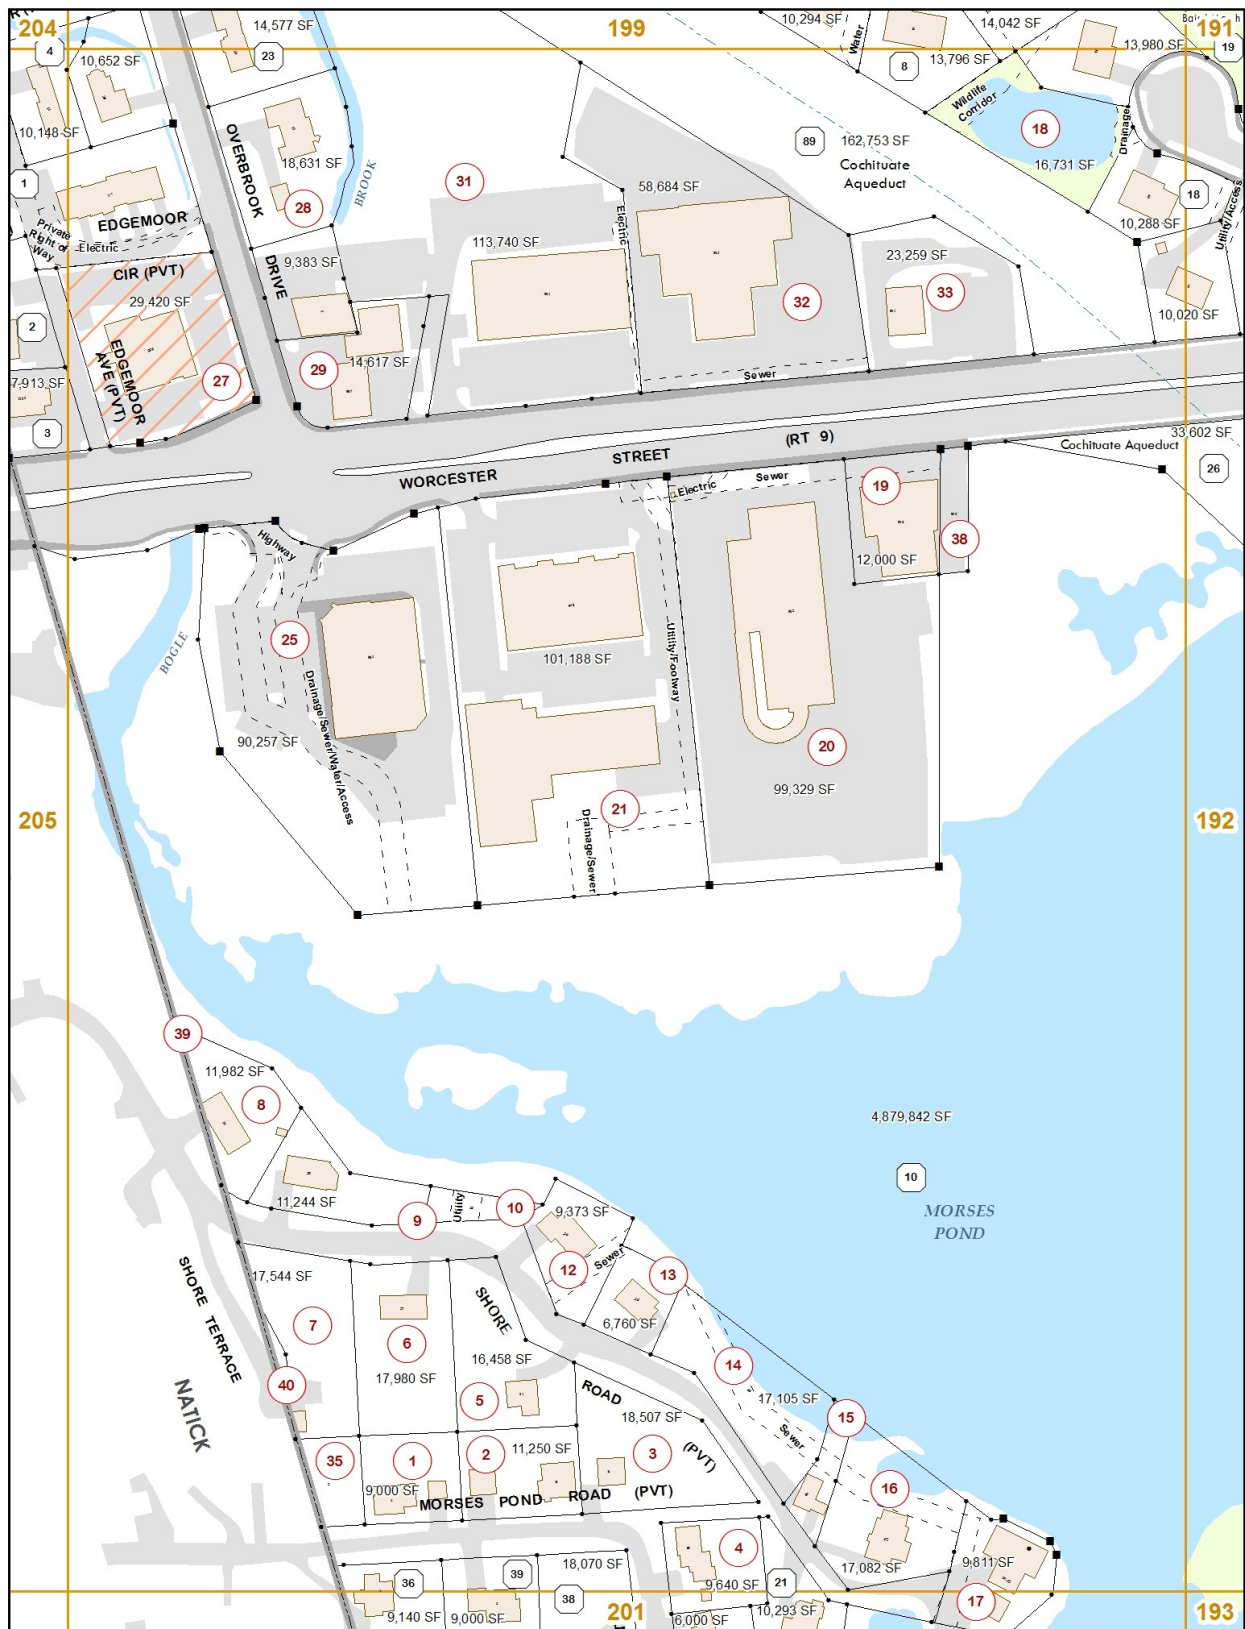 204
199
191
14,577 SF
10,294 SF
14,042 SF
Water
4
23
8
19
10,652 SF
13,796 SF
13,980 SF
Wildlife
Corridor
18
Drainage
10,148 SF
OVERBROOK
18,631 SF
89
162,753 SF
Cochituate
Aqueduct
16,731 SF
BROOK
1
31
58,684 SF
18
28
10,288 SF
Utility/Access
EDGEMOOR
Private
Right of
Way
Electric
Electric
113,740 SF
9,383 SF
23,259 SF
CIR (PVT)
DRIVE
29,420 SF
33
32
10,020 SF
2
EDGEMOOR
AVE (PVT)
14,617 SF
29
27
Sewer
7,913 SF
3
33,602 SF
Cochituate Aqueduct
26
(RT 9)
STREET
WORCESTER
Sewer
Electric
19
38
Highway
12,000 SF
BOGLE
25
101,188 SF
Utility/Footway
Drainage/Sewer/Water/Access
90,257 SF
20
99,329 SF
21
Drainage/Sewer
205
192
39
11,982 SF
8
4,879,842 SF
10
MORSES
POND
11,244 SF
Utility
9
10
9,373 SF
Sewer
12
13
17,544 SF
SHORE TERRACE
SHORE
7
6
6,760 SF
16,458 SF
14
17,980 SF
40
5
ROAD
17,105 SF
NATICK
18,507 SF
15
Sewer
35
1
2
11,250 SF
3
(PVT)
9,000 SF
MORSES POND ROAD (PVT)
16
4
18,070 SF
17,082 SF
9,811 SF
36
39
38
9,640 SF
21
17
9,140 SF
9,000 SF
201
6,000 SF
10,293 SF
193